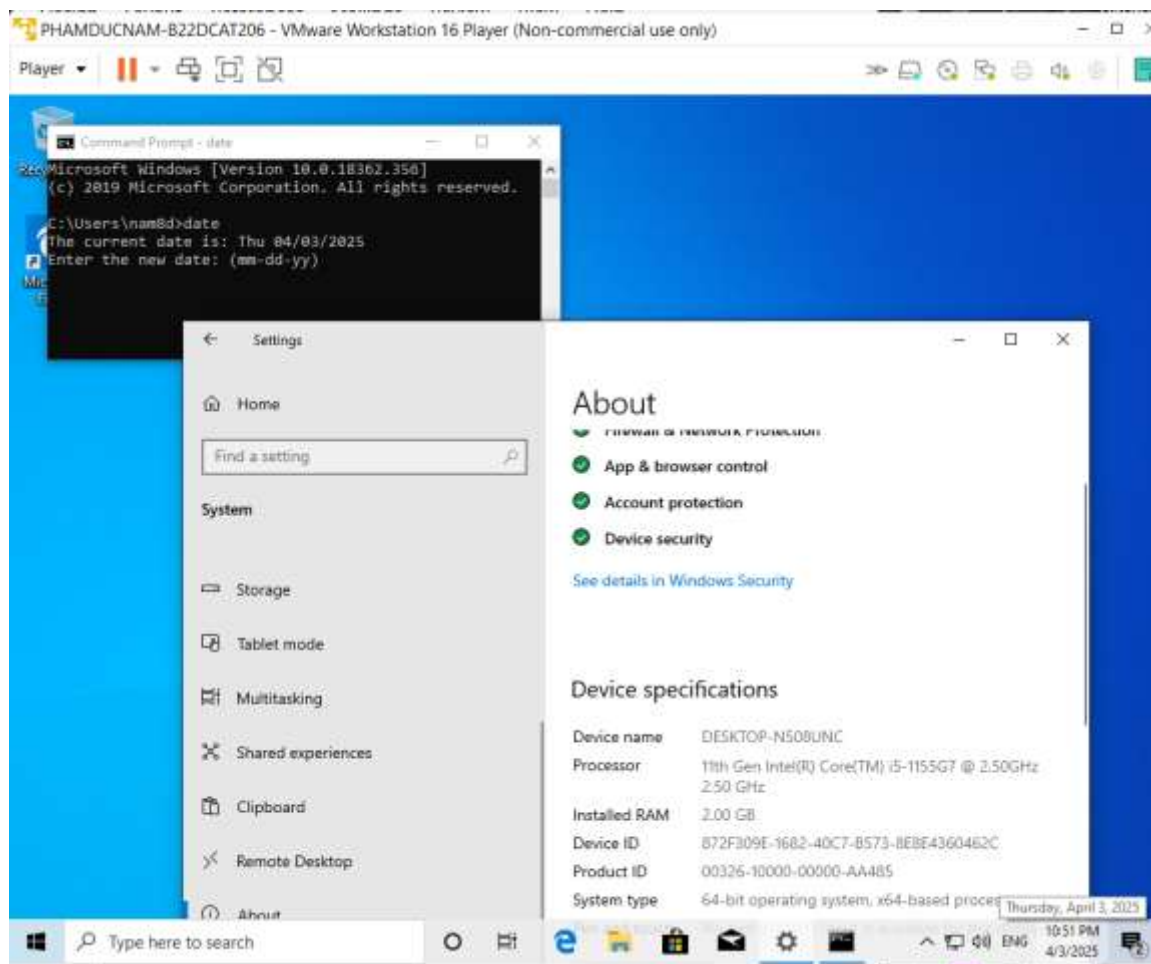 PHAMDUCNAM-B22DCAT206 - VMware Workstation 16 Player (Non-commercial use only)
Player
Command Prompt - date
Microsoft Windows [Version 10.0.18362.356]
(c) 2019 Microsoft Corporation. All rights reserved.
C:\Users\nam8d>date
The current date is: Thu 04/03/2025
Enter the new date: (mm-dd-yy)
Settings
Home
Find a setting
System
Storage
Tablet mode
Multitasking
Shared experiences
Clipboard
Remote Desktop
About
About
Firewall & Network Protection
App & browser control
Account protection
Device security
See details in Windows Security
Device specifications
Device name DESKTOP-N508UNC
Processor 11th Gen Intel(R) Core(TM) i5-1155G7 @ 2.50GHz
2.50 GHz
Installed RAM 2.00 GB
Device ID 872F309E-1682-40C7-B573-8E8E4360462C
Product ID 00326-10000-00000-AA485
System type 64-bit operating system, x64-based proces
Thursday, April 3, 2025
Type here to search
ENG
10:51 PM
4/3/2025